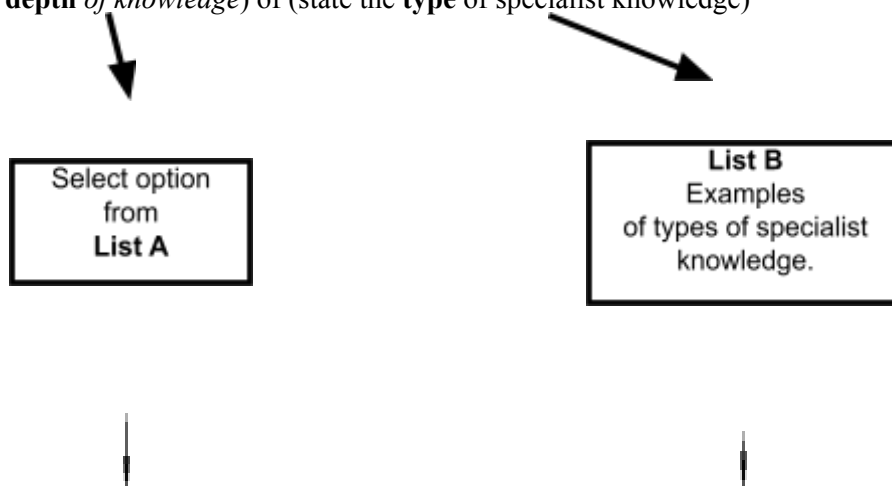 depth of knowledge) of (state the type of specialist knowledge)
Select option
from
List A
List B
Examples
of types of specialist
knowledge.